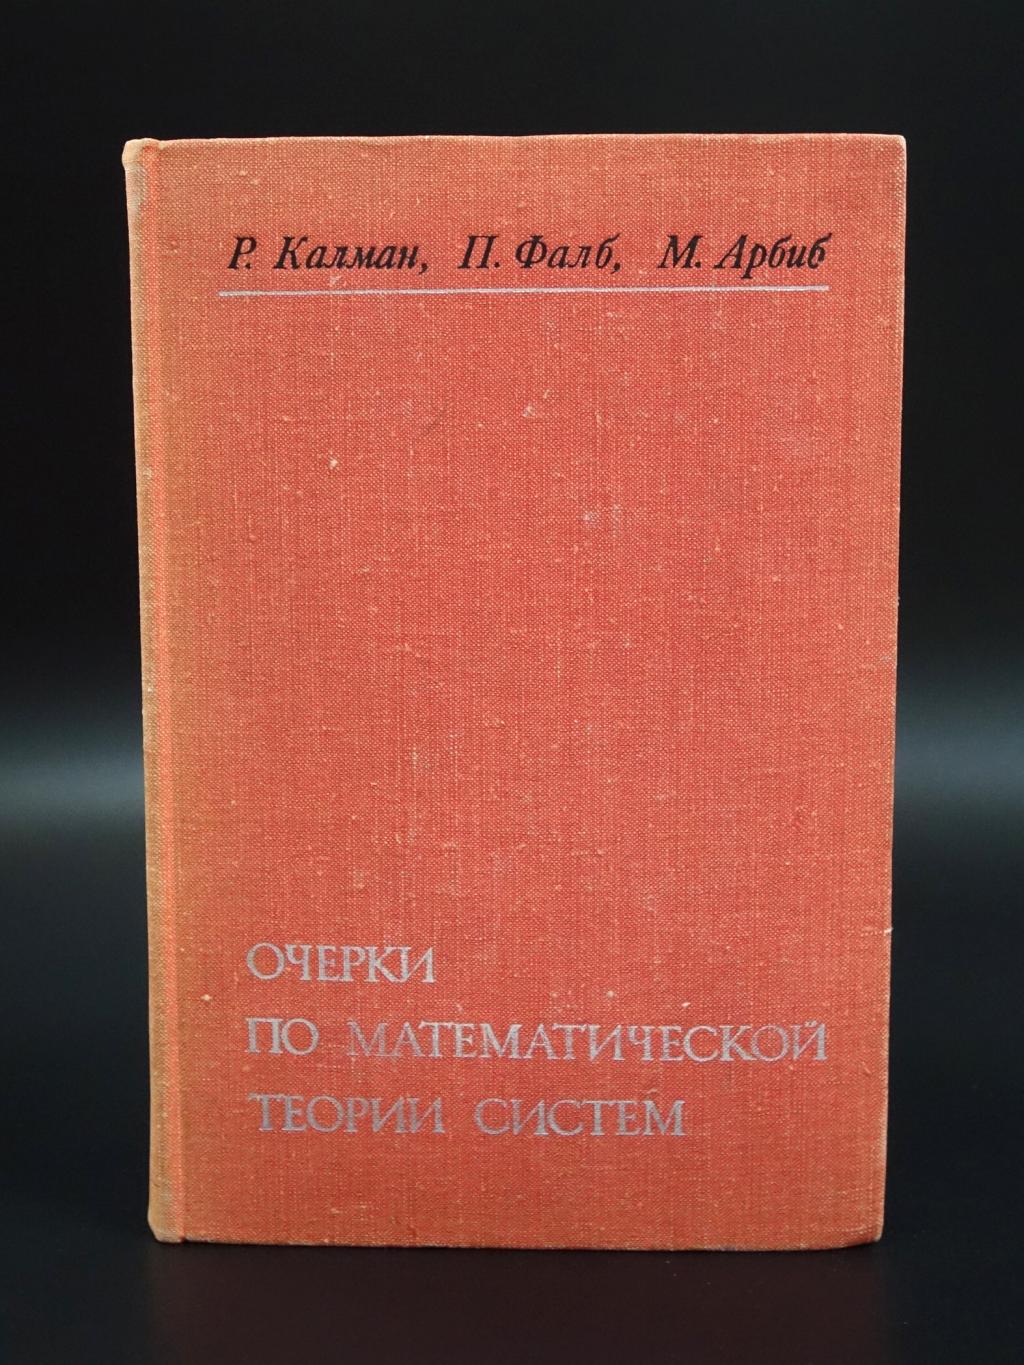 Р. Калман, П. Фалб, М. Арбиб
ОЧЕРКИ
ПО МАТЕМАТИЧЕСКОЙ
ТЕОРИИ СИСТЕМ